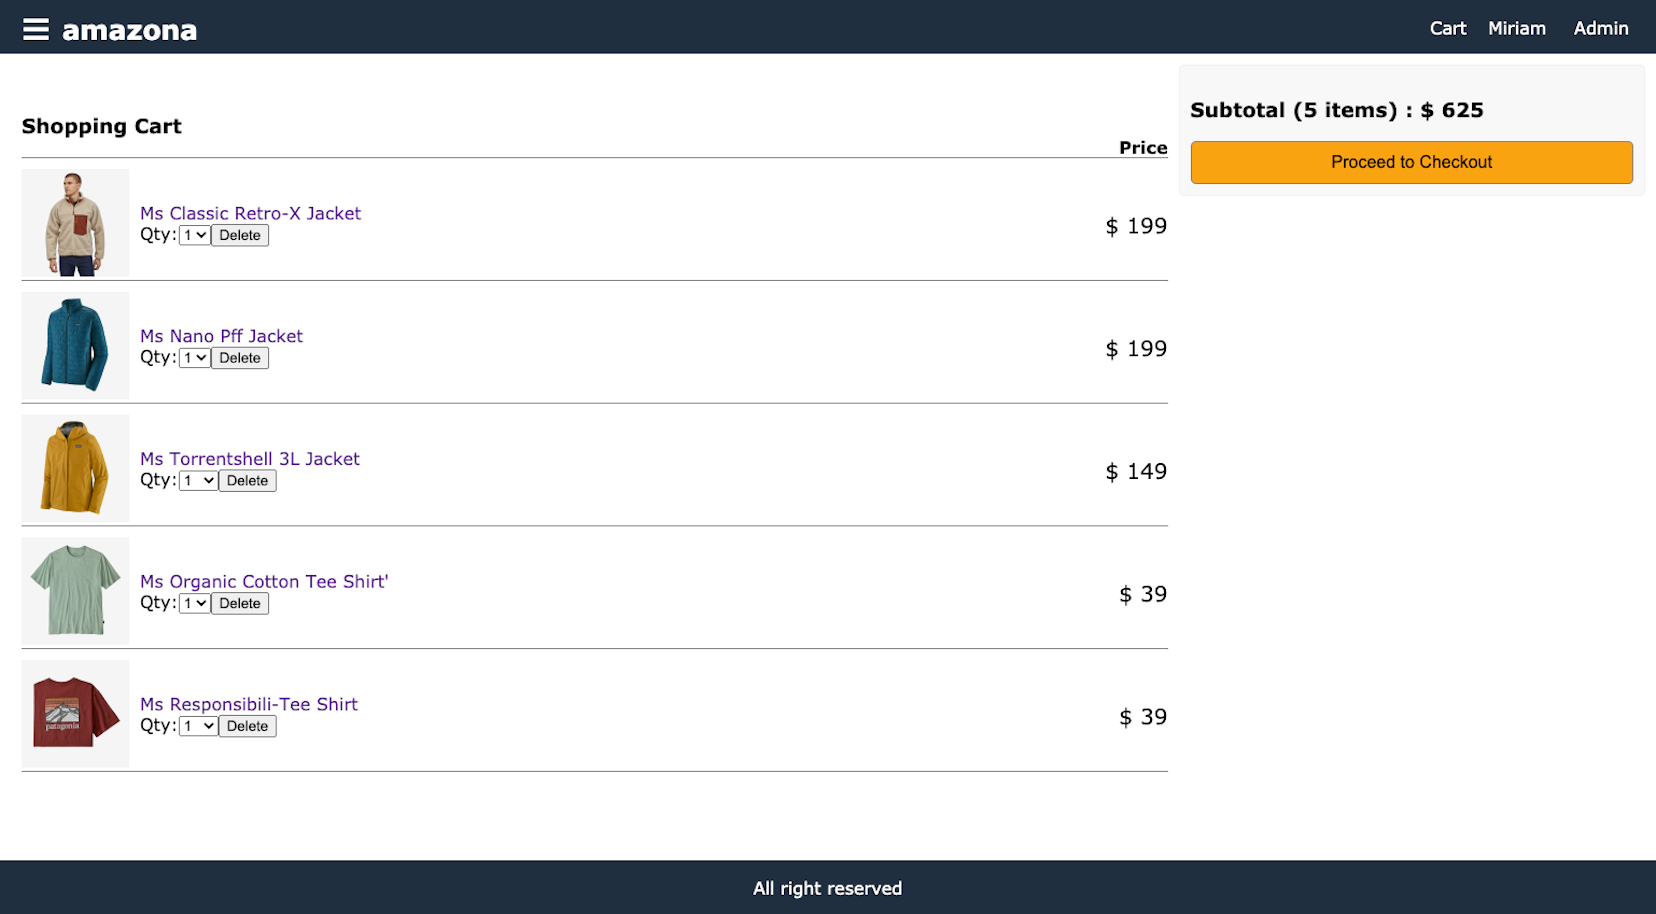 amazona
Cart Miriam Admin
Shopping Cart
Price
Subtotal (5 items) : $ 625
Proceed to Checkout
Ms Classic Retro-X Jacket
Qty: 1 Delete
$ 199
Ms Nano Pff Jacket
Qty: 1 Delete
$ 199
Ms Torrentshell 3L Jacket
Qty: 1 Delete
$ 149
Ms Organic Cotton Tee Shirt'
Qty: 1 Delete
$ 39
patagonia
Ms Responsibili-Tee Shirt
Qty: 1 Delete
$ 39
All right reserved